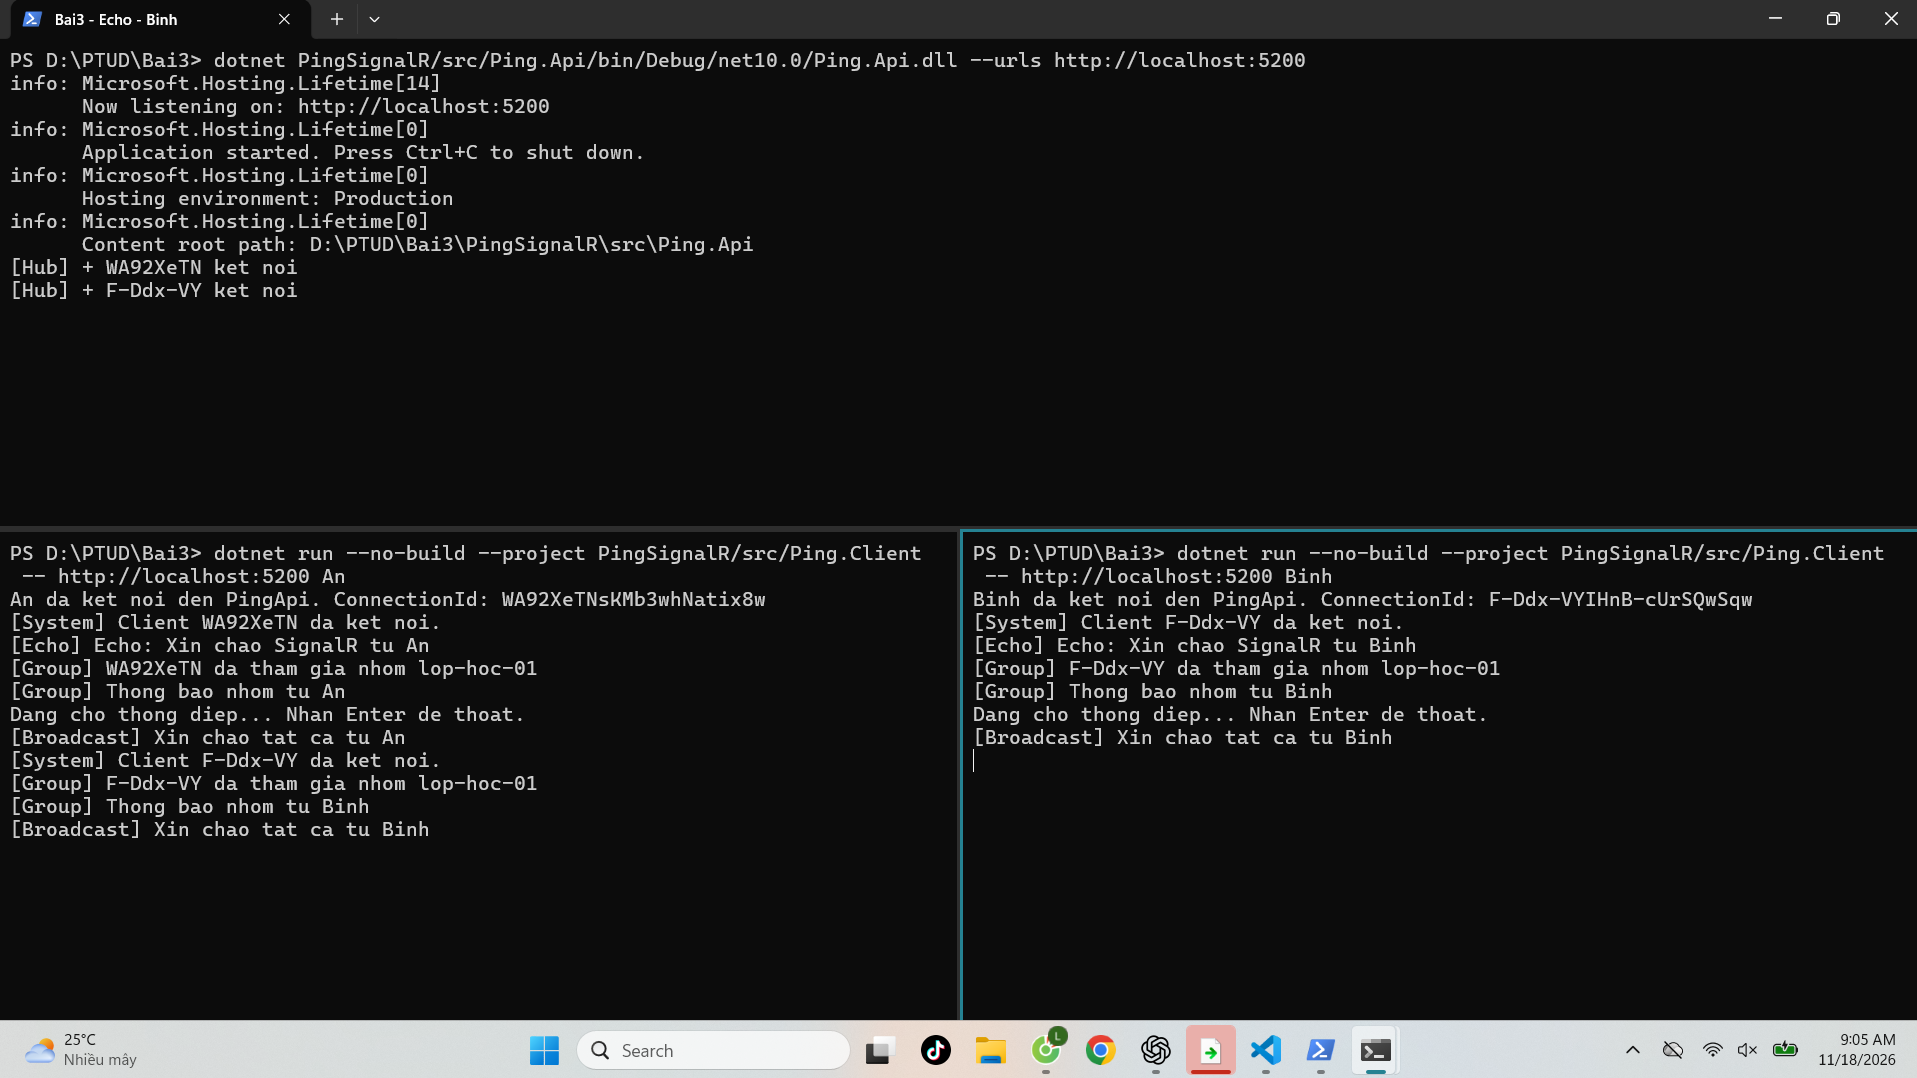 Bai3 - Echo - Binh
PS D:\PTUD\Bai3> dotnet PingSignalR/src/Ping.Api/bin/Debug/net10.0/Ping.Api.dll --urls http://localhost:5200
info: Microsoft.Hosting.Lifetime[14]
      Now listening on: http://localhost:5200
info: Microsoft.Hosting.Lifetime[0]
      Application started. Press Ctrl+C to shut down.
info: Microsoft.Hosting.Lifetime[0]
      Hosting environment: Production
info: Microsoft.Hosting.Lifetime[0]
      Content root path: D:\PTUD\Bai3\PingSignalR\src\Ping.Api
[Hub] + WA92XeTN ket noi
[Hub] + F-Ddx-VY ket noi
PS D:\PTUD\Bai3> dotnet run --no-build --project PingSignalR/src/Ping.Client
 -- http://localhost:5200 An
An da ket noi den PingApi. ConnectionId: WA92XeTNsKMb3whNatix8w
[System] Client WA92XeTN da ket noi.
[Echo] Echo: Xin chao SignalR tu An
[Group] WA92XeTN da tham gia nhom lop-hoc-01
[Group] Thong bao nhom tu An
Dang cho thong diep... Nhan Enter de thoat.
[Broadcast] Xin chao tat ca tu An
[System] Client F-Ddx-VY da ket noi.
[Group] F-Ddx-VY da tham gia nhom lop-hoc-01
[Group] Thong bao nhom tu Binh
[Broadcast] Xin chao tat ca tu Binh
PS D:\PTUD\Bai3> dotnet run --no-build --project PingSignalR/src/Ping.Client
 -- http://localhost:5200 Binh
Binh da ket noi den PingApi. ConnectionId: F-Ddx-VYIHnB-cUrSQwSqw
[System] Client F-Ddx-VY da ket noi.
[Echo] Echo: Xin chao SignalR tu Binh
[Group] F-Ddx-VY da tham gia nhom lop-hoc-01
[Group] Thong bao nhom tu Binh
Dang cho thong diep... Nhan Enter de thoat.
[Broadcast] Xin chao tat ca tu Binh
25°C
Nhiều mây
Search
L
9:05 AM
11/18/2026